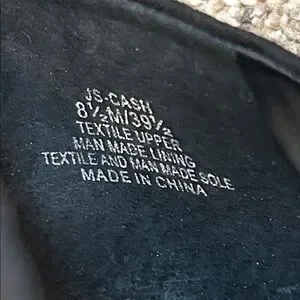 JS-CASH
8½M/39½
TEXTILE UPPER
MAN MADE LINING
TEXTILE AND MAN MADE SOLE
MADE IN CHINA